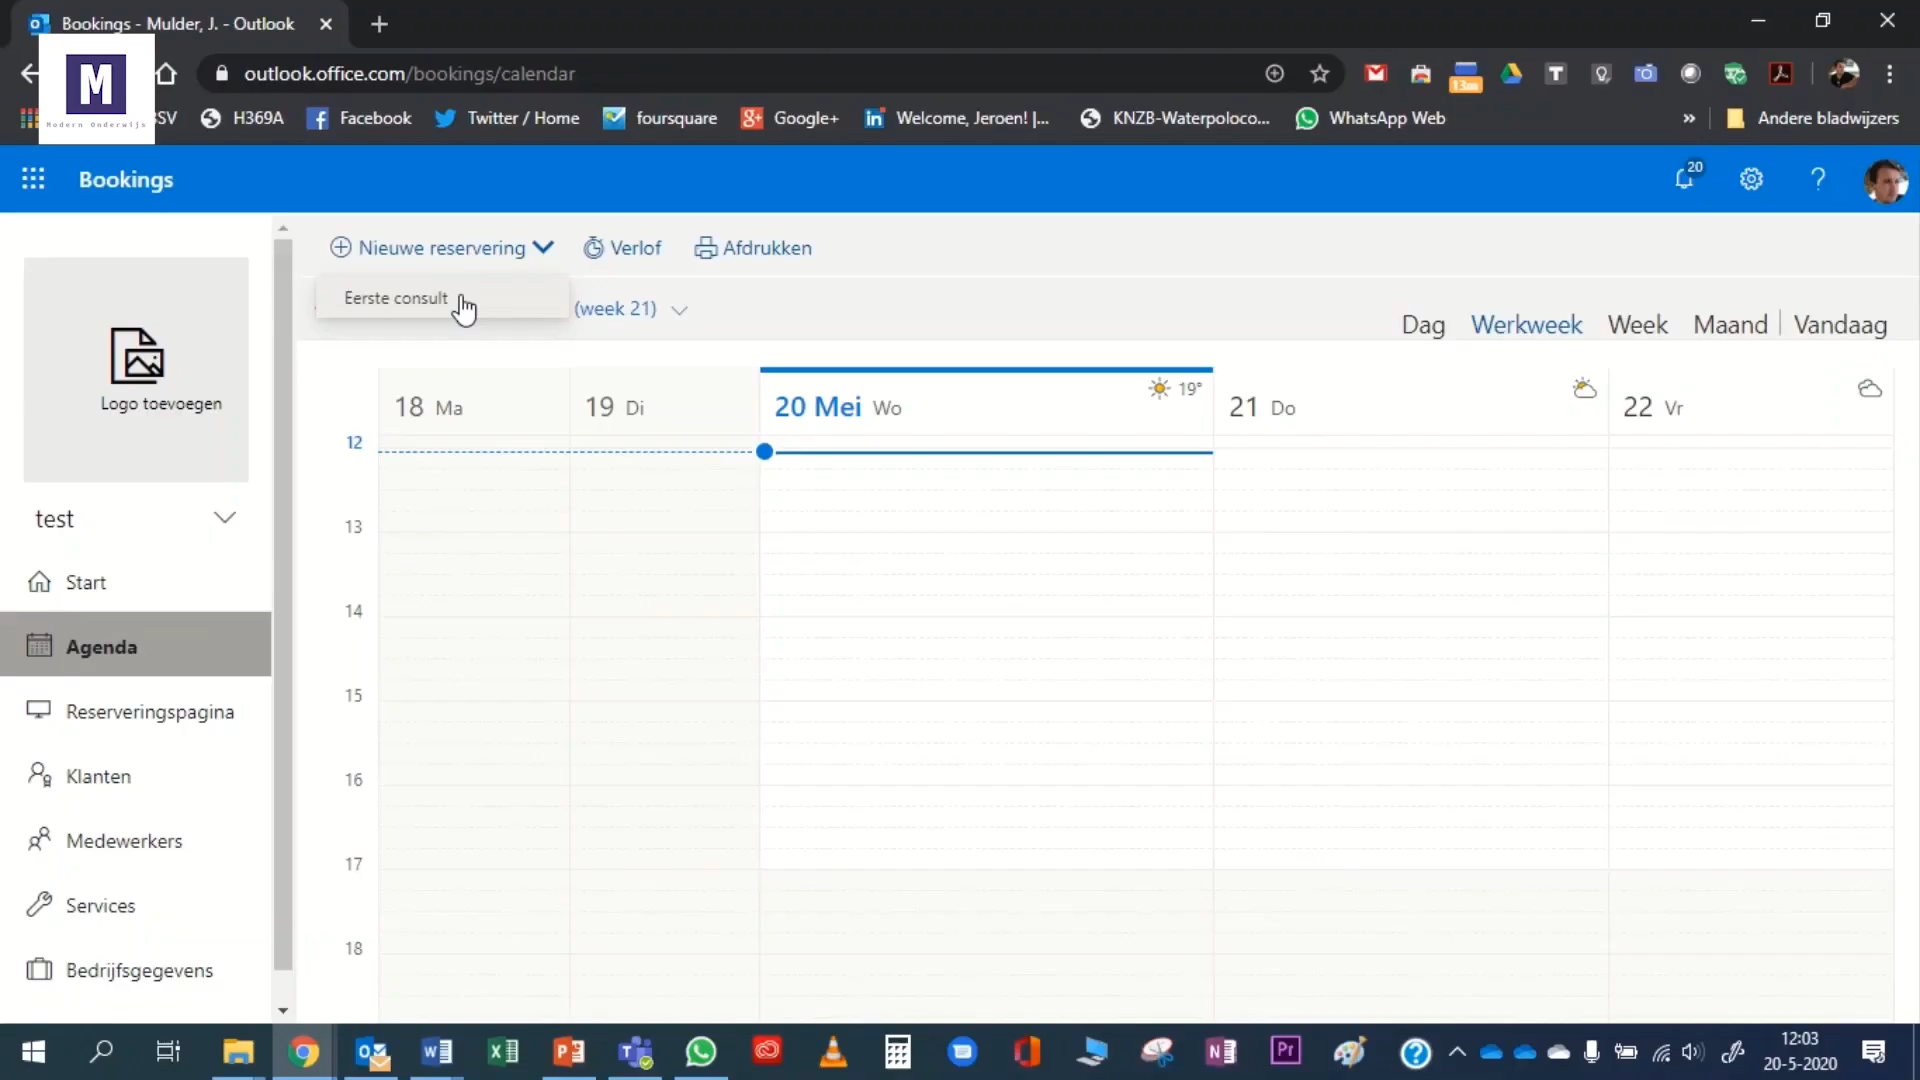 Bookings - Mulder, J. - Outlook
outlook.office.com/bookings/calendar
13m
M
Modern Onderwijs
SV
H369A
Facebook
Twitter / Home
foursquare
Google+
Welcome, Jeroen! |...
KNZB-Waterpoloco...
WhatsApp Web
»
Andere bladwijzers
Bookings
20
Nieuwe reservering
Verlof
Afdrukken
Eerste consult
(week 21)
Dag
Werkweek
Week
Maand
Vandaag
Logo toevoegen
test
Start
Agenda
Reserveringspagina
Klanten
Medewerkers
Services
Bedrijfsgegevens
18 Ma
19 Di
20 Mei Wo
19°
21 Do
22 Vr
12
13
14
15
16
17
18
12:03
20-5-2020